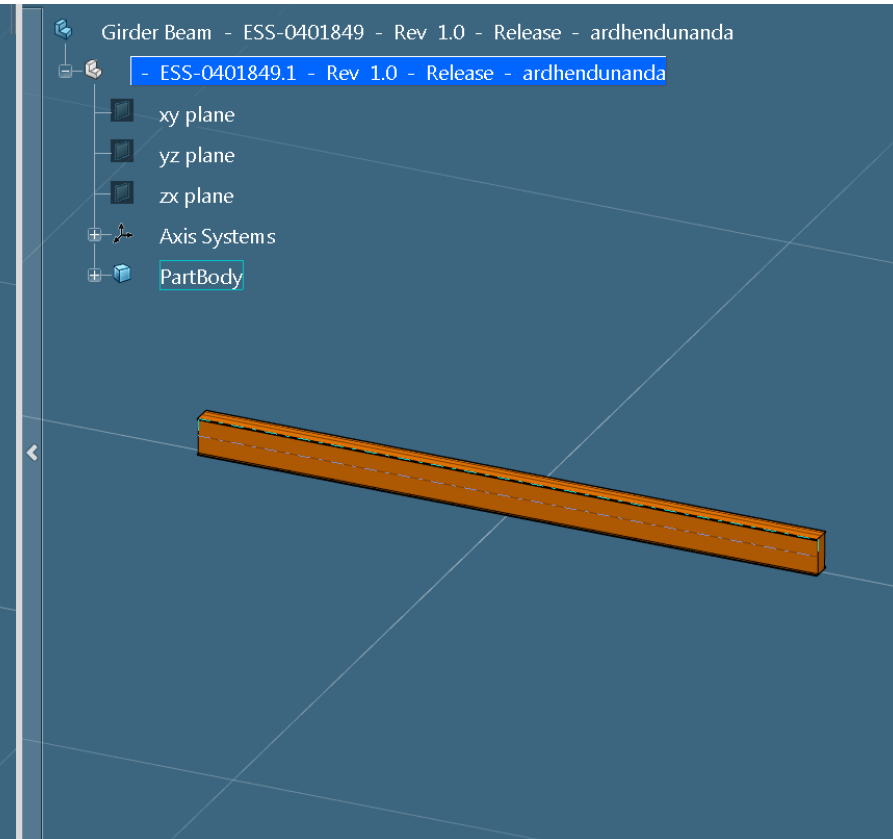 Girder Beam - ESS-0401849 - Rev 1.0 - Release - ardhendunanda
- ESS-0401849.1 - Rev 1.0 - Release - ardhendunanda
xy plane
yz plane
zx plane
Axis Systems
PartBody